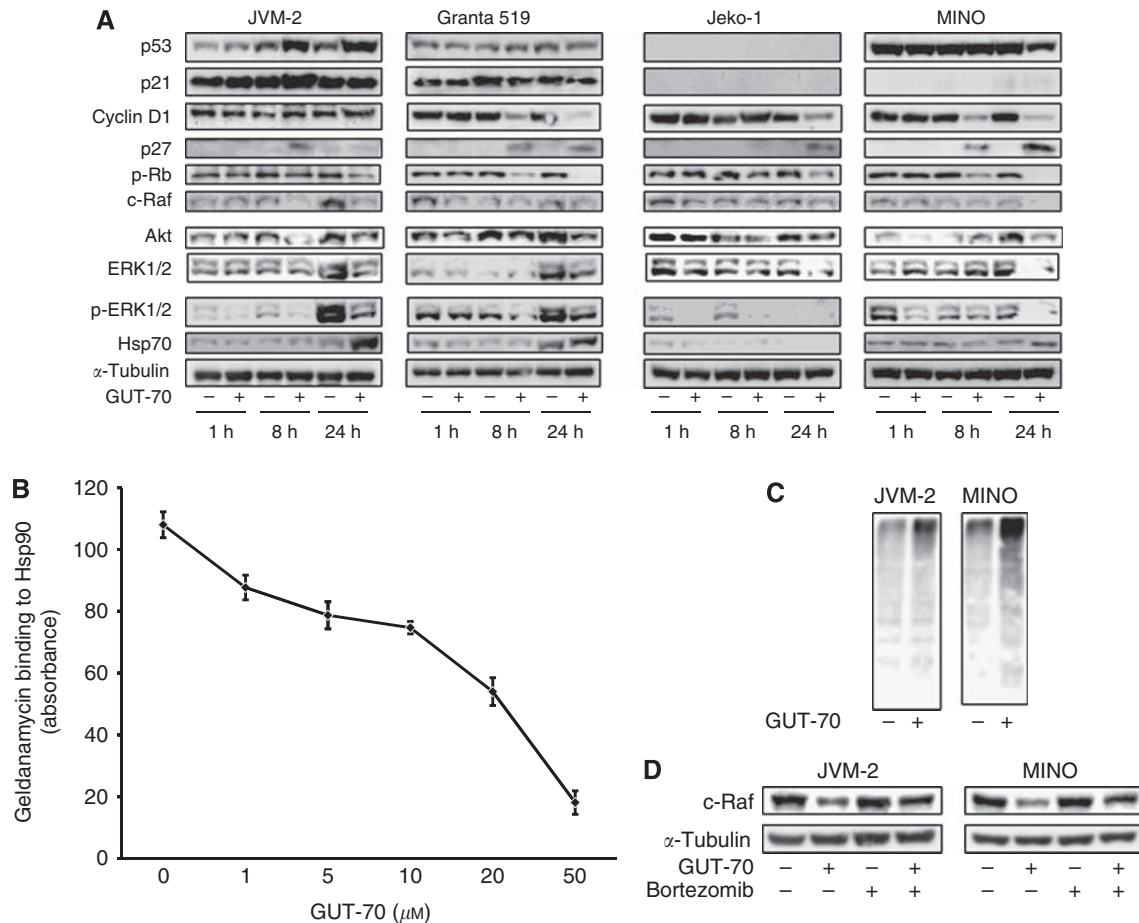 A
JVM-2 Granta 519 Jeko-1 MINO
p53
p21
Cyclin D1
p27
p-Rb
c-Raf
Akt
ERK1/2
p-ERK1/2
Hsp70
α-Tubulin
GUT-70 – + – + – + – + – + – + – + – + – + – + – + – +
1 h 8 h 24 h 1 h 8 h 24 h 1 h 8 h 24 h 1 h 8 h 24 h
B
Geldanamycin binding to Hsp90
(absorbance)
120
100
80
60
40
20
0
0 1 5 10 20 50
GUT-70 (μM)
C
JVM-2 MINO
GUT-70 – + – +
D
JVM-2 MINO
c-Raf
α-Tubulin
GUT-70 – + – + – + – +
Bortezomib – – + + – – + +